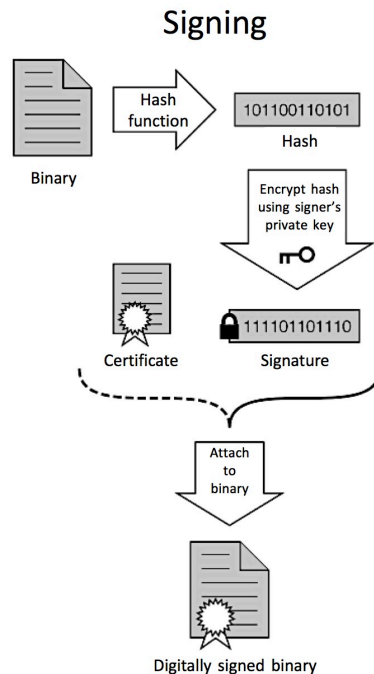 Signing
Hash
function
101100110101
Hash
Binary
Encrypt hash
using signer's
private key
111101101110
Certificate
Signature
Attach
to
binary
Digitally signed binary